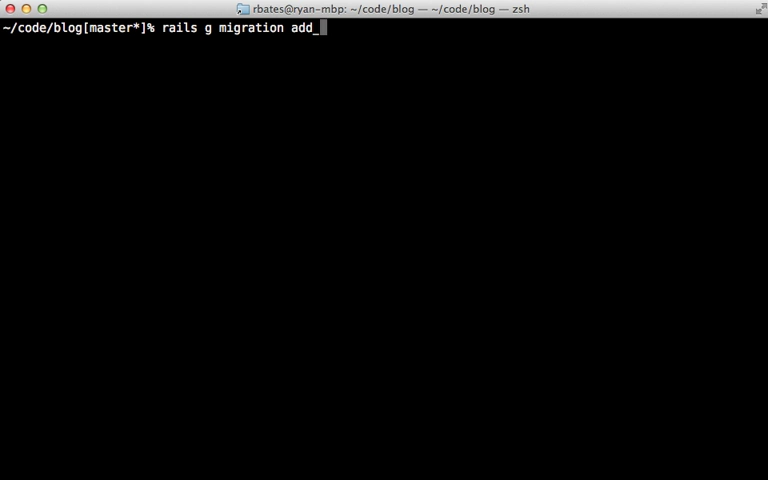 rbates@ryan-mbp: ~/code/blog — ~/code/blog — zsh
~/code/blog[master*]% rails g migration add_